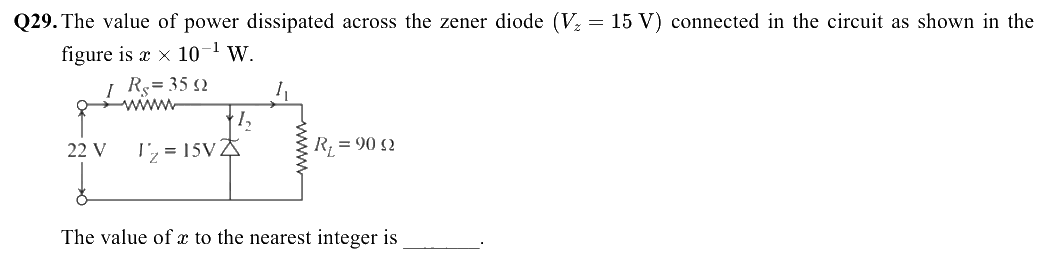 Q29. The value of power dissipated across the zener diode (V_z = 15 V) connected in the circuit as shown in the
figure is x × 10⁻¹ W.
I R_S = 35 Ω I₁
I₂
22 V V_Z = 15V R_L = 90 Ω
The value of x to the nearest integer is ________.